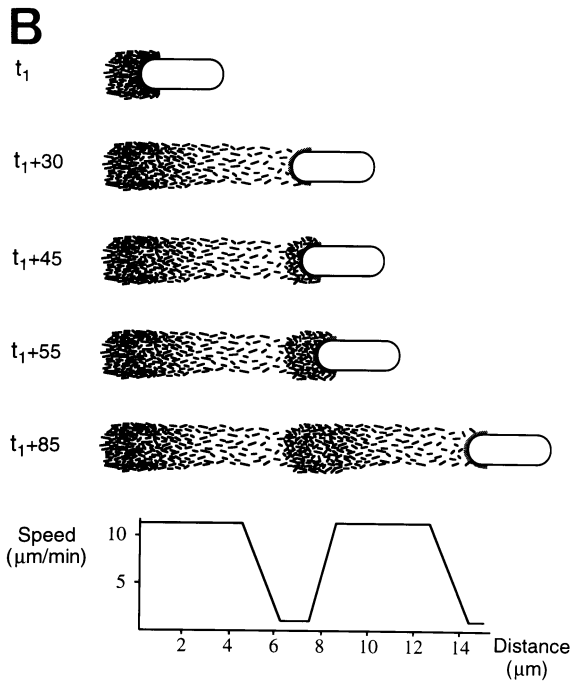 B
t1
t1+30
t1+45
t1+55
t1+85
Speed
(μm/min)
10
5
2 4 6 8 10 12 14
Distance
(μm)